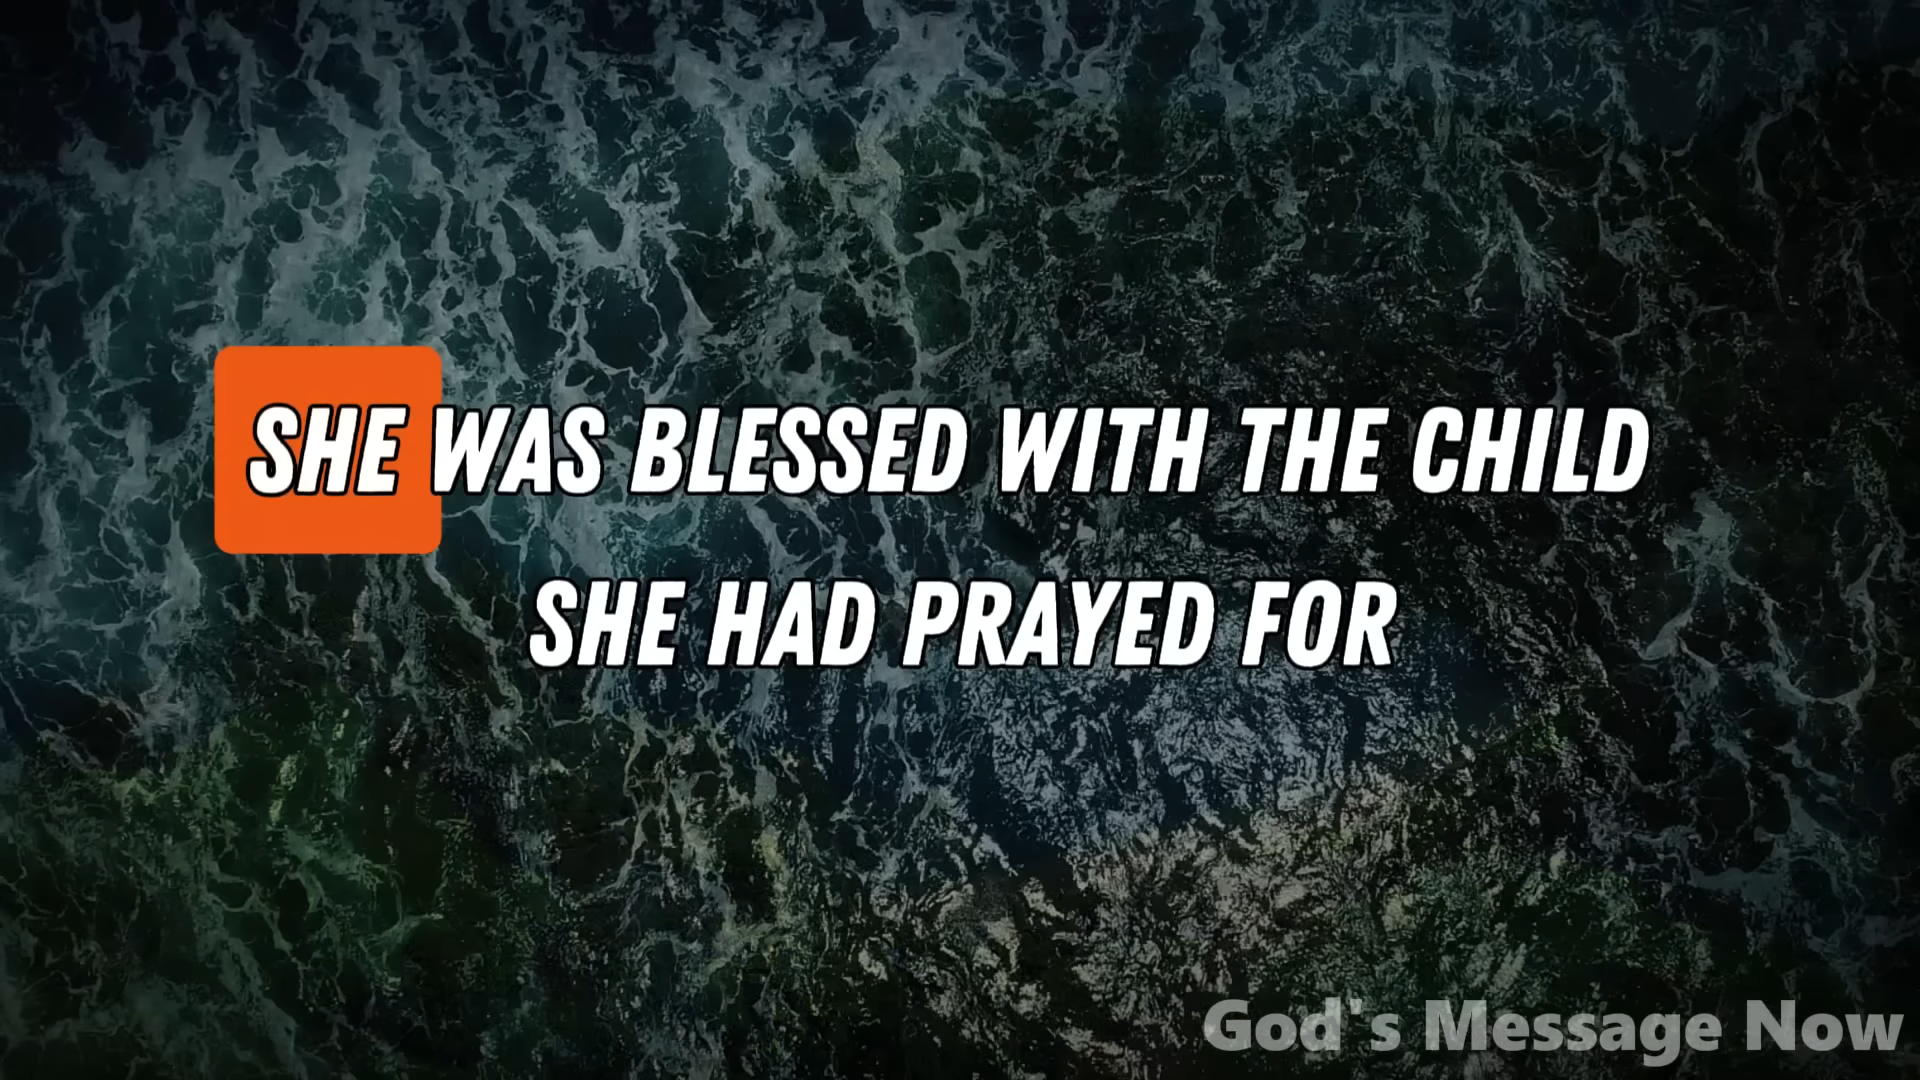 SHE WAS BLESSED WITH THE CHILD
SHE HAD PRAYED FOR
God's Message Now